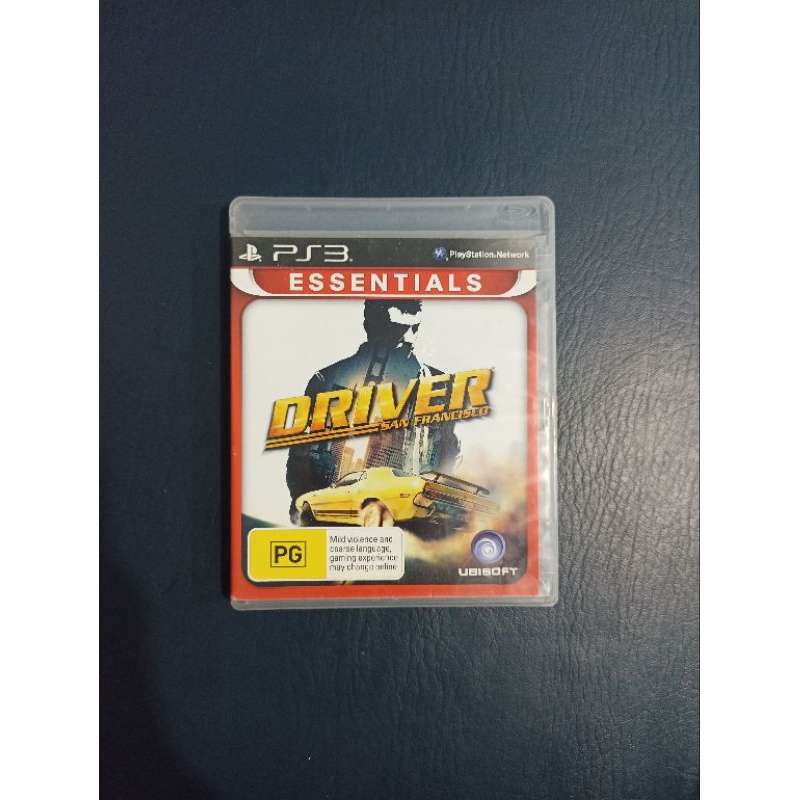 PS3 PlayStation®Network
ESSENTIALS
DRIVER
SAN FRANCISCO
PG
Mild violence and
coarse language,
gaming experience
may change online
UBISOFT